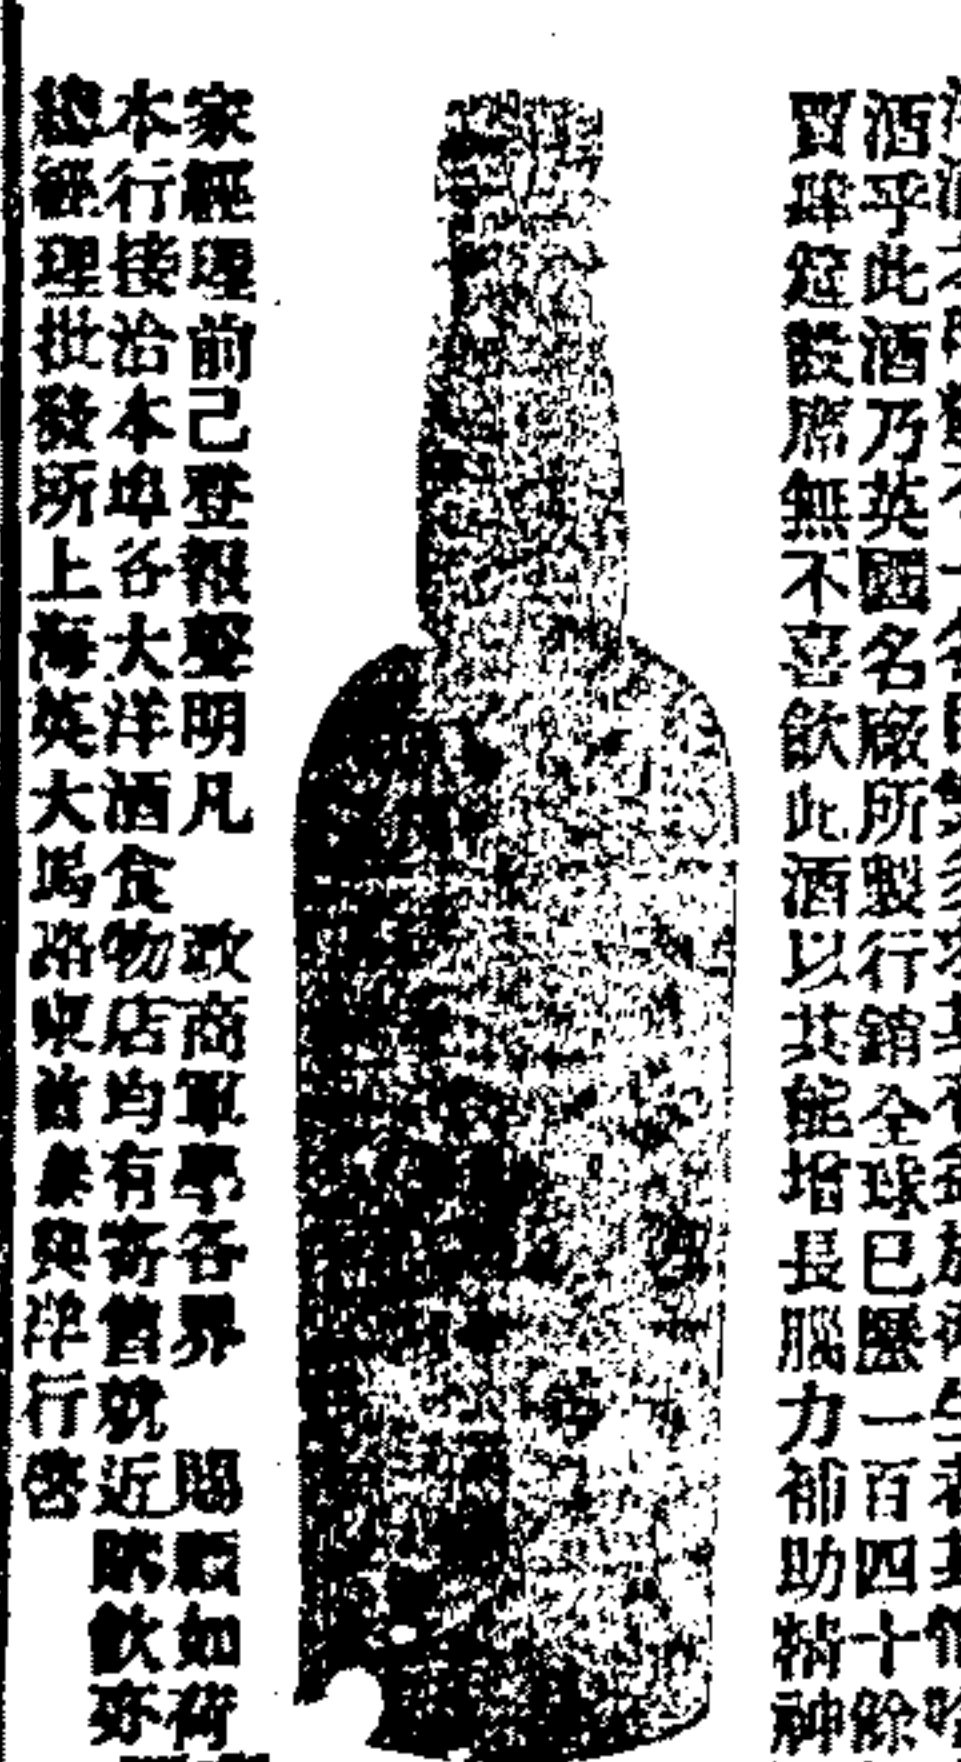 酒乎此酒乃英國名廠所製行銷全球已歷一百四十餘
買肆筵設席無不喜飲此酒以其能增長腦力補助精神
家經理前己登報聲明凡 政商軍學各界 賜顧如荷
本行接洽本埠各大洋酒食物店均有寄售就近購飲亦
總經理批發所上海英大馬路東首泰興洋行啓